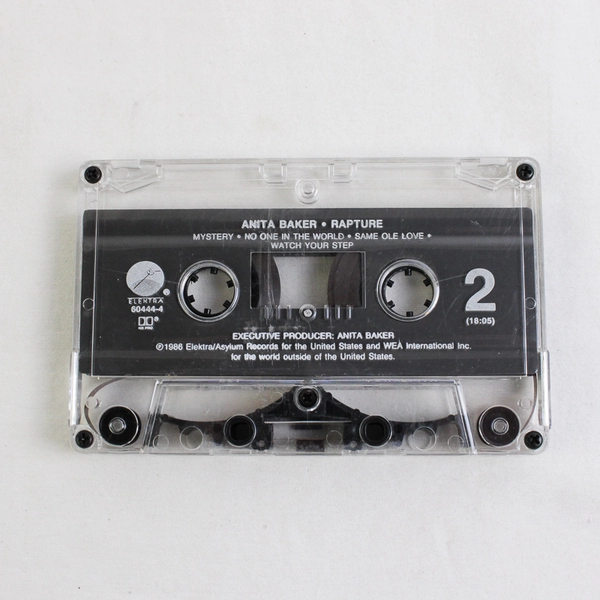 ANITA BAKER • RAPTURE
MYSTERY • NO ONE IN THE WORLD • SAME OLE LOVE •
WATCH YOUR STEP
ELEKTRA ®
60444-4
HX PRO
2
(18:05)
EXECUTIVE PRODUCER: ANITA BAKER
℗1986 Elektra/Asylum Records for the United States and WEA International Inc.
for the world outside of the United States.